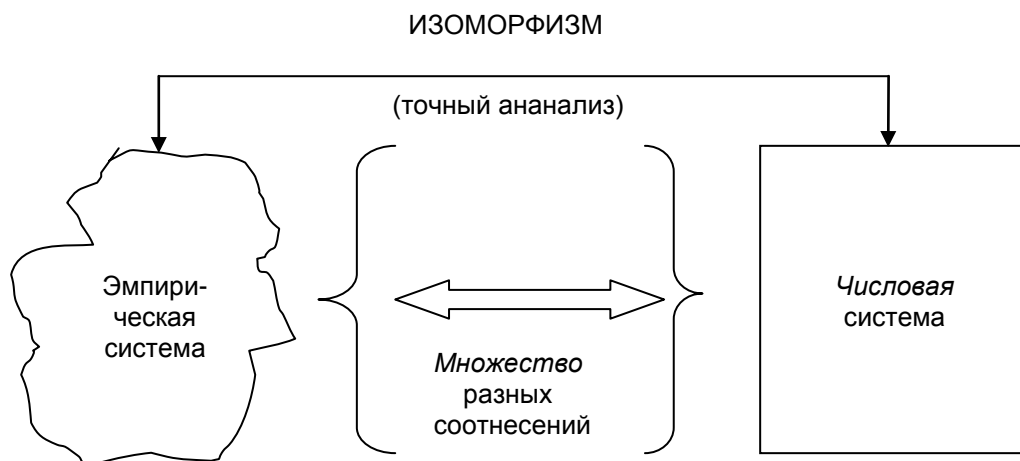 ИЗОМОРФИЗМ
(точный ананализ)
Эмпири-
ческая
система
Множество
разных
соотнесений
Числовая
система